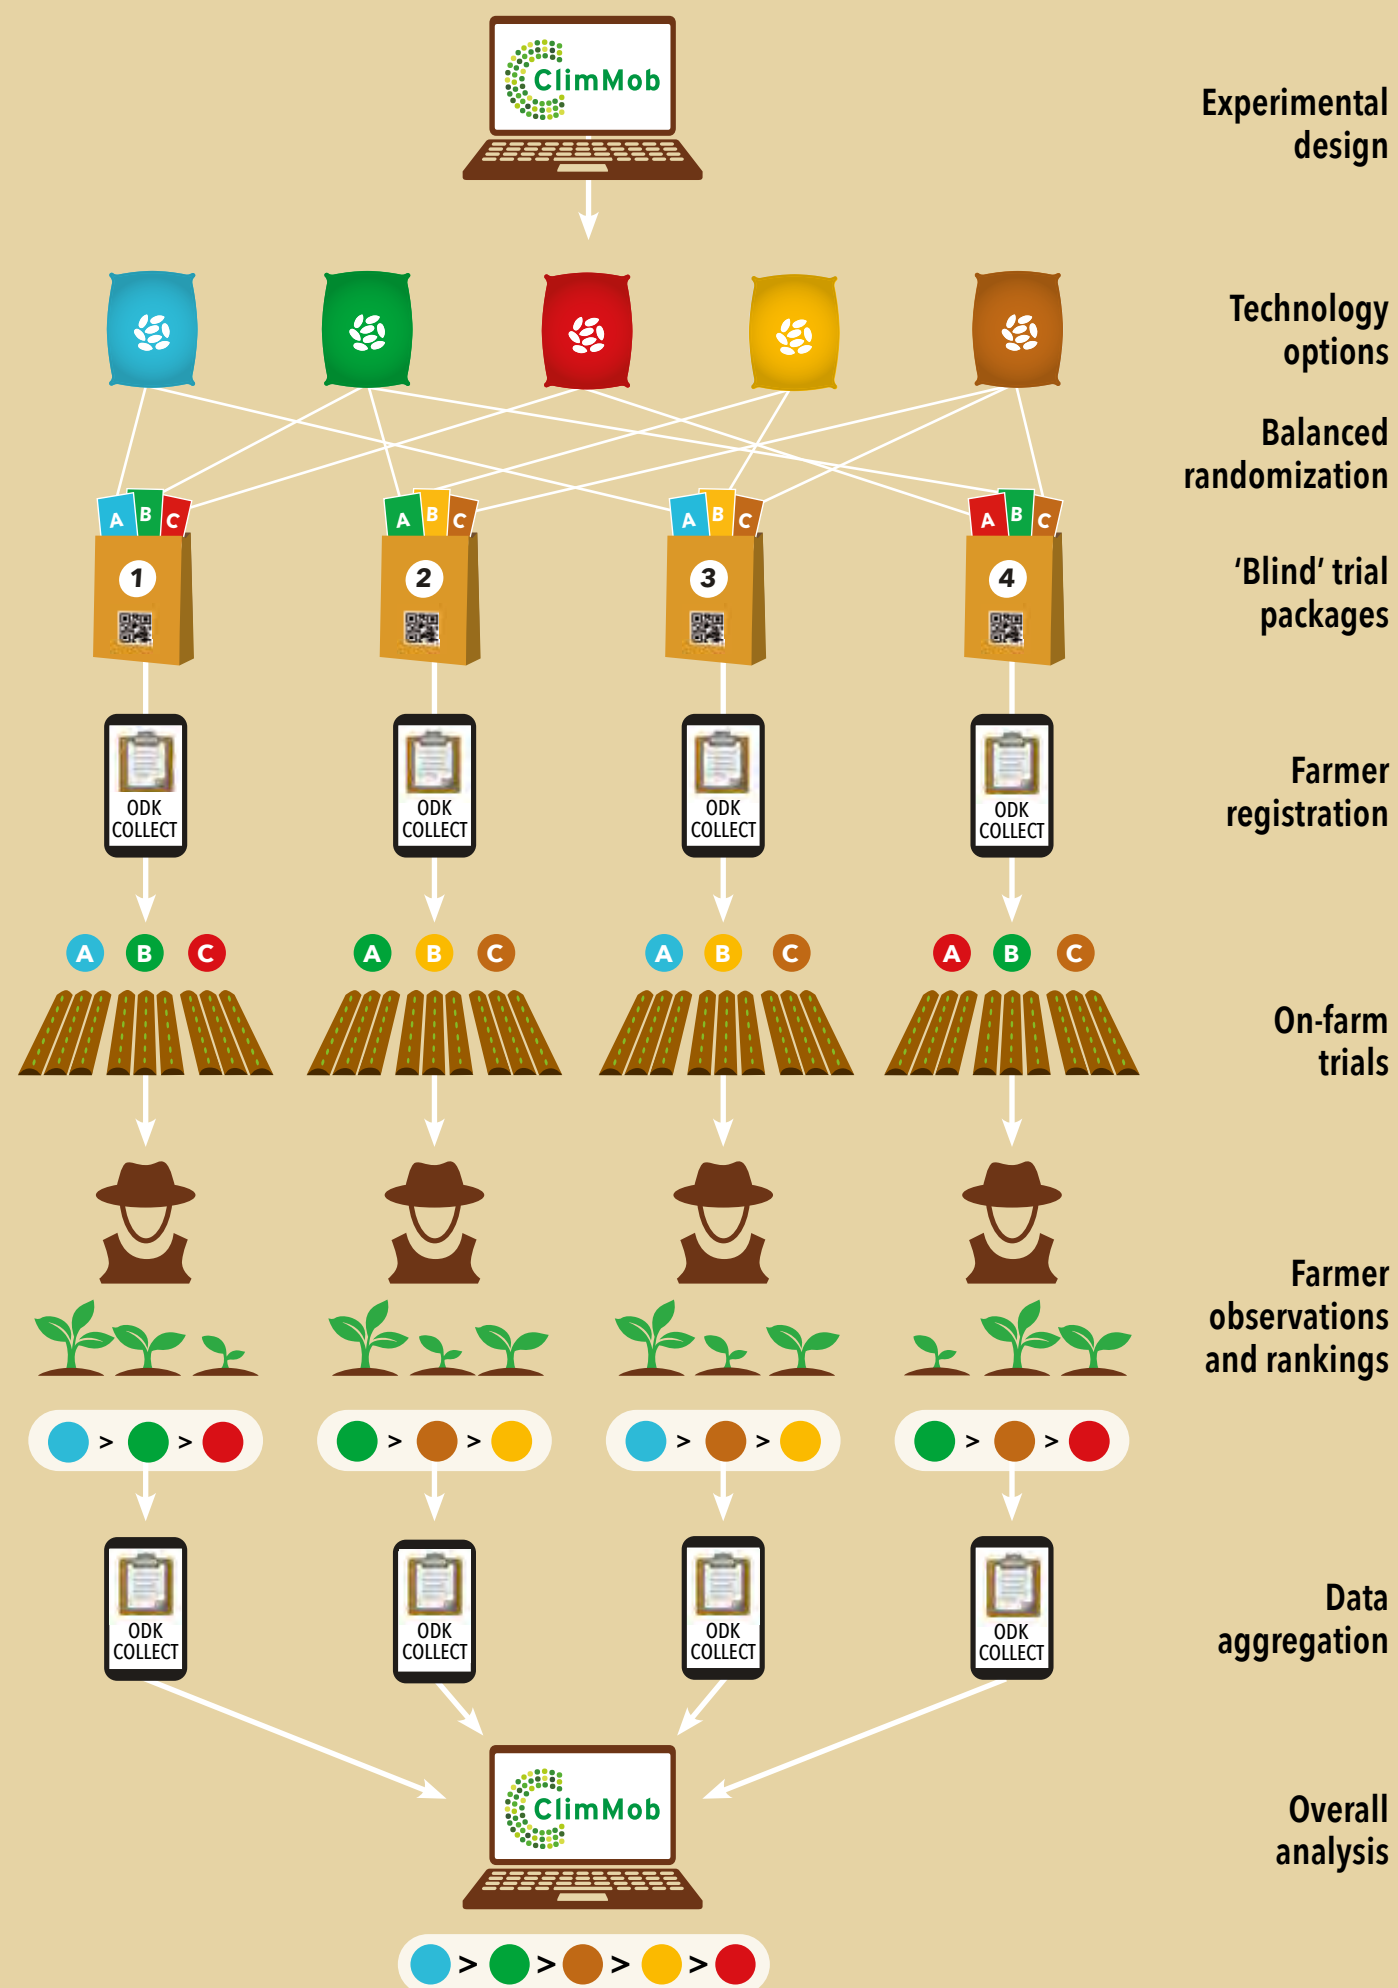 ClimMob
Experimental
design
Technology
options
Balanced
randomization
A B C
A B C
A B C
A B C
1
2
3
4
‘Blind’ trial
packages
ODK
COLLECT
ODK
COLLECT
ODK
COLLECT
ODK
COLLECT
Farmer
registration
A B C
A B C
A B C
A B C
On-farm
trials
Farmer
observations
and rankings
> >
> >
> >
> >
ODK
COLLECT
ODK
COLLECT
ODK
COLLECT
ODK
COLLECT
Data
aggregation
ClimMob
Overall
analysis
> > > >